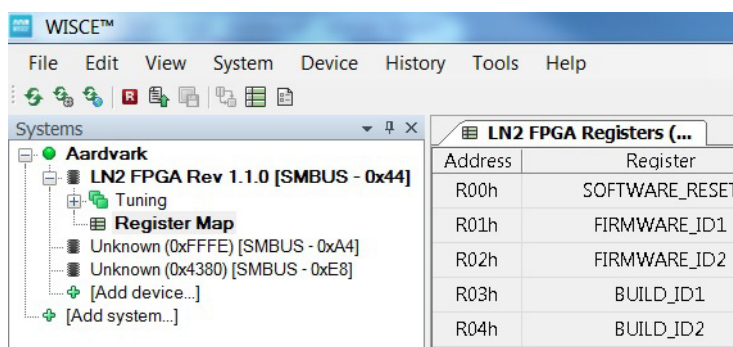 WISCE™
File Edit View System Device History Tools Help
R
Systems
LN2 FPGA Registers (...
Aardvark
LN2 FPGA Rev 1.1.0 [SMBUS - 0x44]
Tuning
Register Map
Unknown (0xFFFE) [SMBUS - 0xA4]
Unknown (0x4380) [SMBUS - 0xE8]
[Add device...]
[Add system...]
Address Register
R00h SOFTWARE_RESET
R01h FIRMWARE_ID1
R02h FIRMWARE_ID2
R03h BUILD_ID1
R04h BUILD_ID2